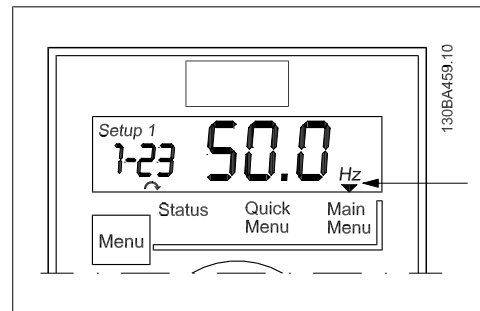 130BA459.10
Setup 1
1-23 50.0 Hz
Status Quick Menu Main Menu
Menu